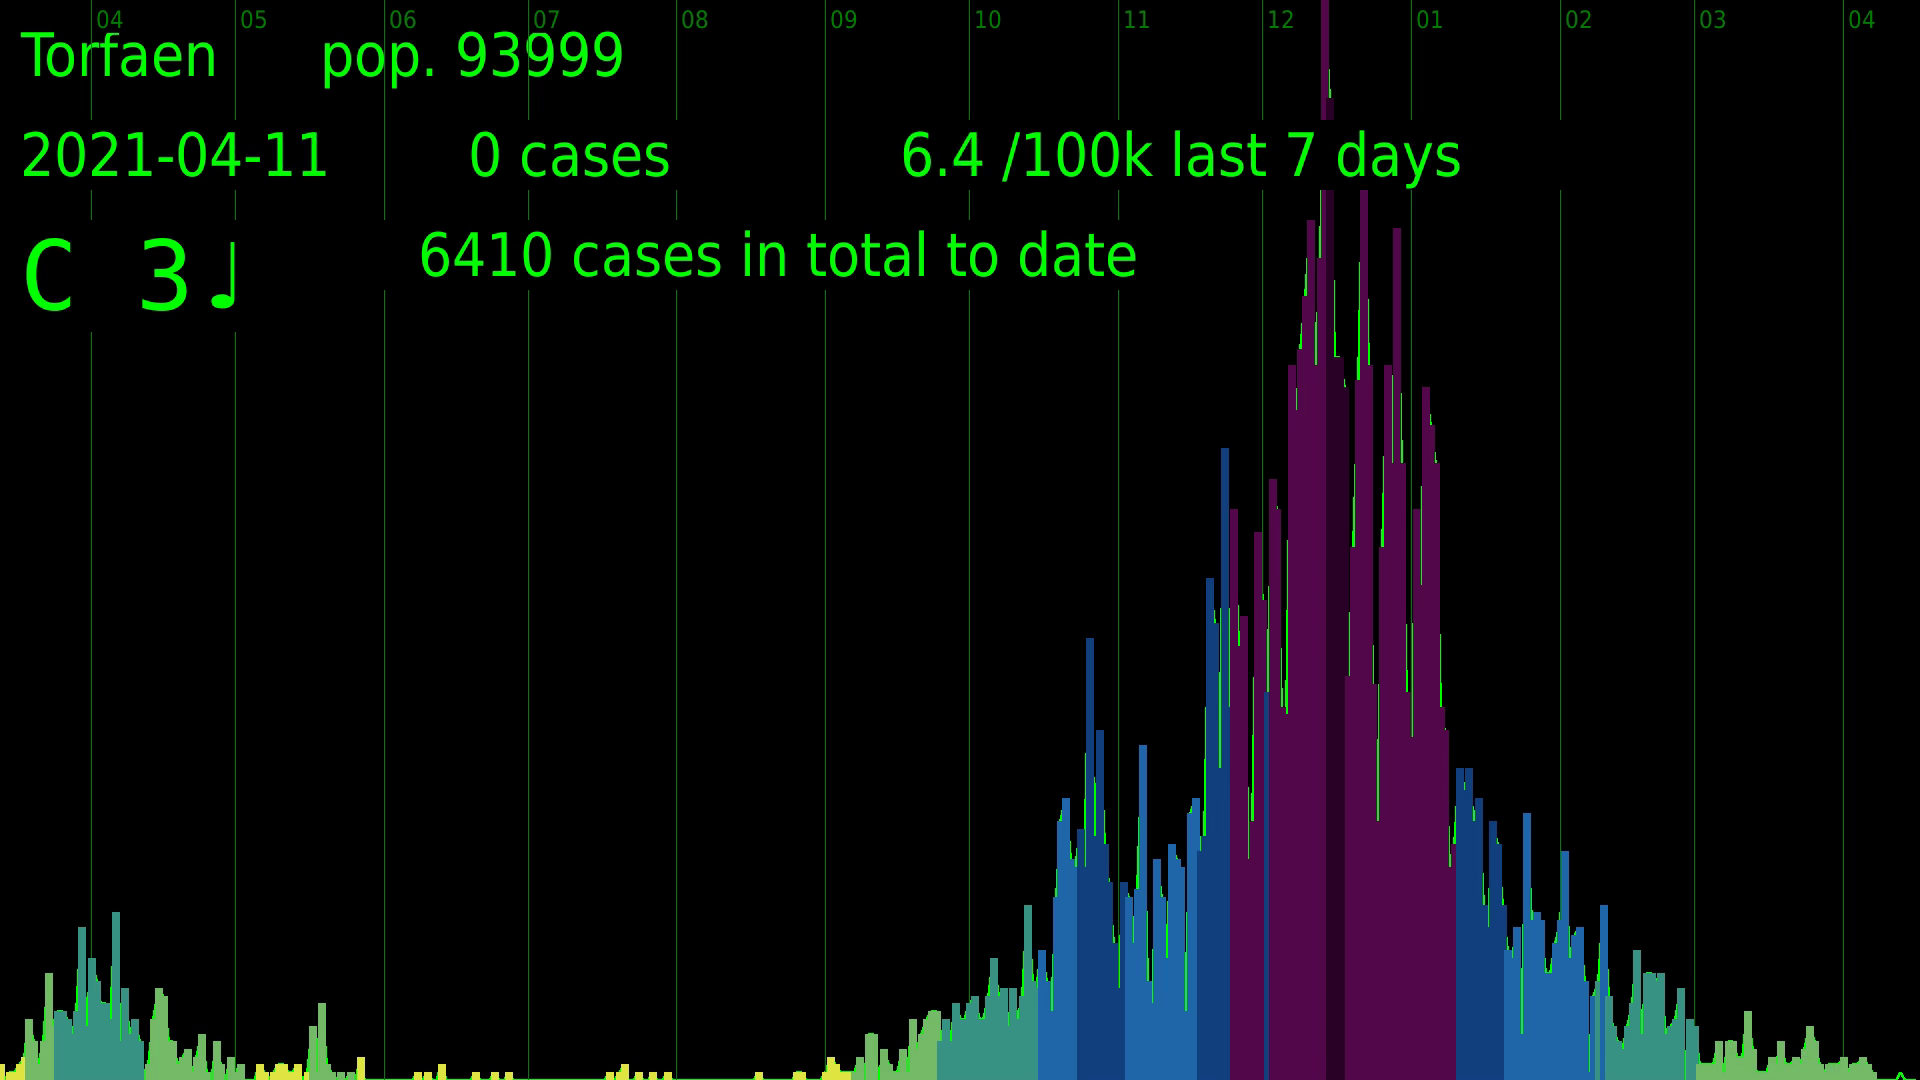 04 05 06 07 08 09 10 11 12 01 02 03 04
Torfaen pop. 93999
2021-04-11 0 cases 6.4 /100k last 7 days
C 3♩ 6410 cases in total to date